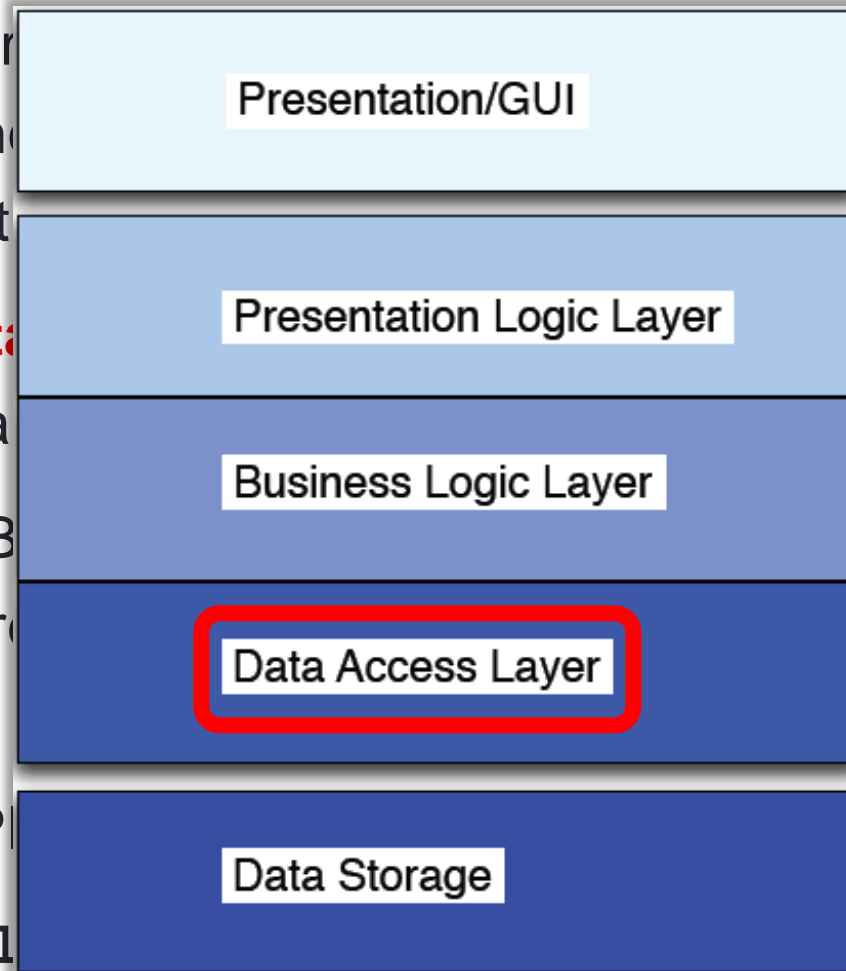 Presentation/GUI
Presentation Logic Layer
Business Logic Layer
Data Access Layer
Data Storage